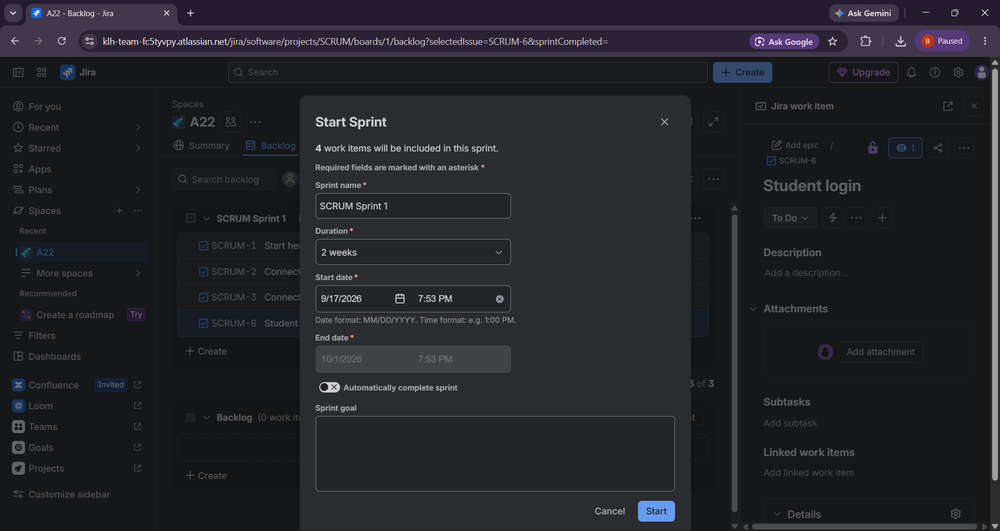 A22 - Backlog - Jira
Ask Gemini
klh-team-fc5tyvpy.atlassian.net/jira/software/projects/SCRUM/boards/1/backlog?selectedIssue=SCRUM-6&sprintCompleted=
Ask Google
B Paused
Jira
Search
Create
Upgrade
For you
Recent
Starred
Apps
Plans
Spaces
Recent
A22
More spaces
Recommended
Create a roadmap
Try
Filters
Dashboards
Confluence
Invited
Loom
Teams
Goals
Projects
Customize sidebar
Spaces
A22
Summary
Backlog
Search backlog
SCRUM Sprint 1
SCRUM-1 Start
SCRUM-2
SCRUM-3
SCRUM-6 Student
Create
3 of 3
Backlog (0 work
Create
Start Sprint
4 work items will be included in this sprint.
Required fields are marked with an asterisk *
Sprint name *
SCRUM Sprint 1
Duration *
2 weeks
Start date *
9/17/2026
7:53 PM
Date format: MM/DD/YYYY. Time format: e.g. 1:00 PM.
End date *
10/1/2026
7:53 PM
Automatically complete sprint
Sprint goal
Cancel
Start
Jira work item
Add epic /
1
SCRUM-6
Student login
To Do
Description
Add a description...
Attachments
Add attachment
Subtasks
Add subtask
Linked work items
Add linked work item
Details